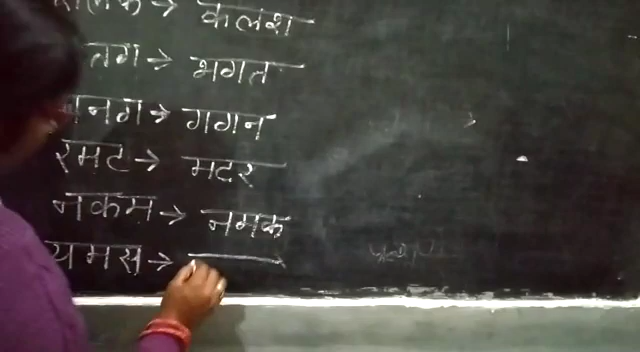 कलश
तग → भगत
नग → गगन
रमट → मटर
नकम → नमक
यमस →